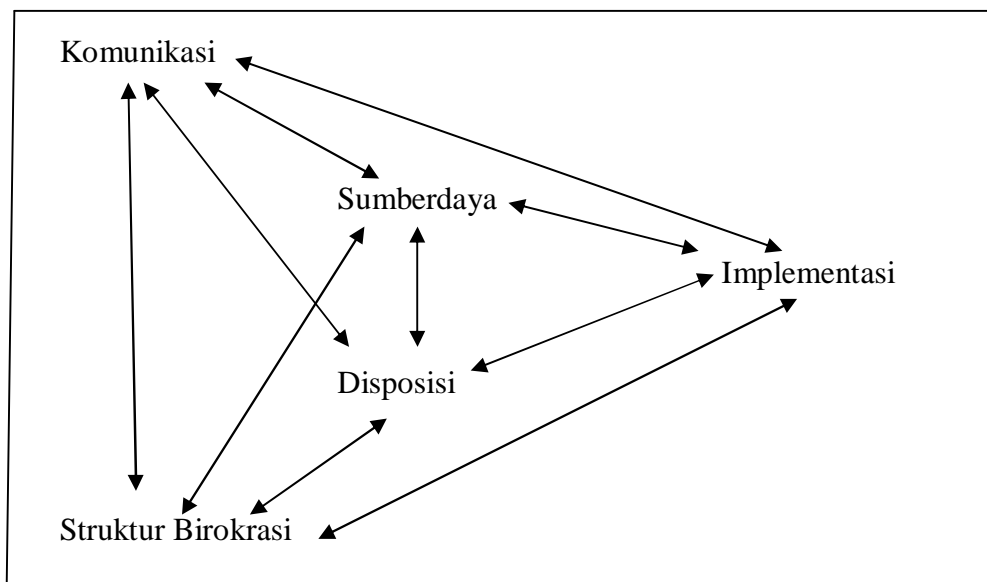 Komunikasi
Sumberdaya
Implementasi
Disposisi
Struktur Birokrasi